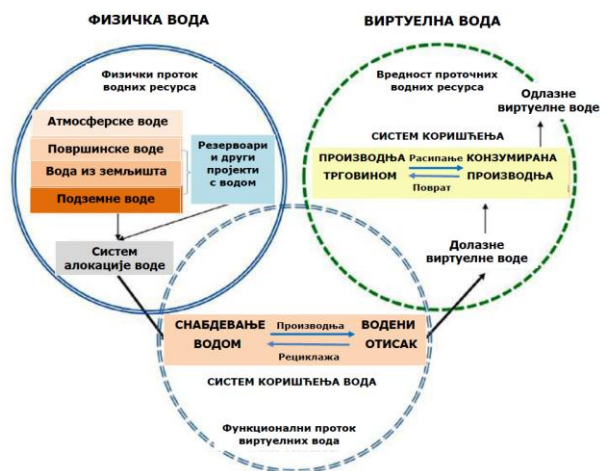 ФИЗИЧКА ВОДА
ВИРТУЕЛНА ВОДА
Физички проток
водних ресурса
Атмосферске воде
Површинске воде
Вода из земљишта
Подземне воде
Резервоари
и други
пројекти
с водом
Систем
алокације воде
Вредност проточних
водних ресурса
Одлазне
виртуелне воде
СИСТЕМ КОРИШЋЕЊА
ПРОИЗВОДЊА Расипање КОНЗУМИРАНА
ТРГОВИНОМ Поврат ПРОИЗВОДЊА
Долазне
виртуелне воде
СНАБДЕВАЊЕ Производња ВОДЕНИ
ВОДОМ Рециклажа ОТИСАК
СИСТЕМ КОРИШЋЕЊА ВОДА
Функционални проток
виртуелних вода